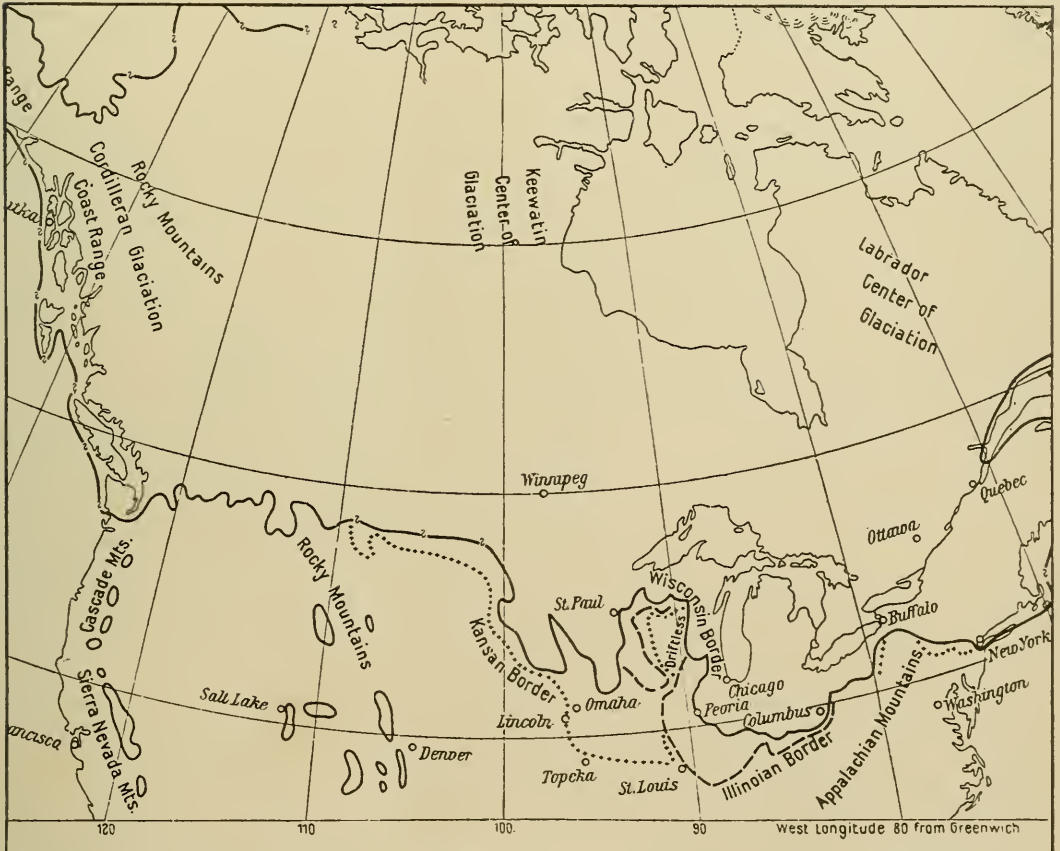 Range
Cordilleran Glaciation
Rocky Mountains
Coast Range
Keewatin
Center of
Glaciation
Labrador
Center of
Glaciation
Winnipeg
Quebec
Ottawa
Cascade Mts.
Rocky Mountains
St. Paul
Wisconsin Border
Driftless
Buffalo
Kansan Border
New York
Sierra Nevada Mts.
Salt Lake
Omaha
Chicago
Peoria
Washington
Lincoln
Columbus
ancisca
Denver
Topeka
St. Louis
Illinoian Border
Appalachian Mountains
120
110
100.
90
West Longitude 80 from Greenwich